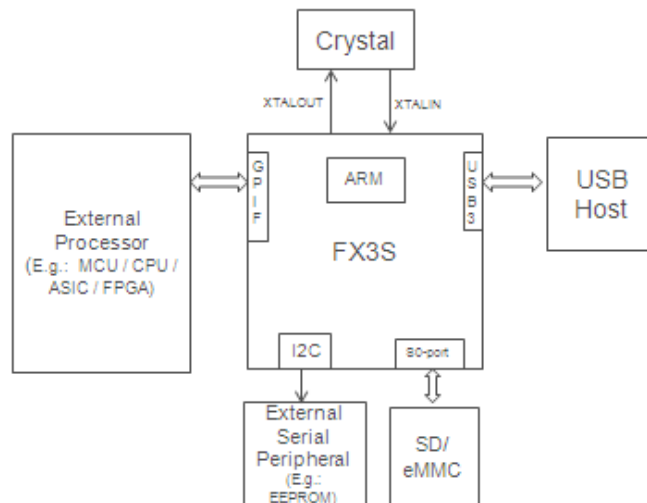 Crystal
XTALOUT
XTALIN
External
Processor
(E.g.: MCU / CPU /
ASIC / FPGA)
GPIF
ARM
USB3
FX3S
USB
Host
I2C
S0-port
External
Serial
Peripheral
(E.g.:
EEPROM)
SD/
eMMC